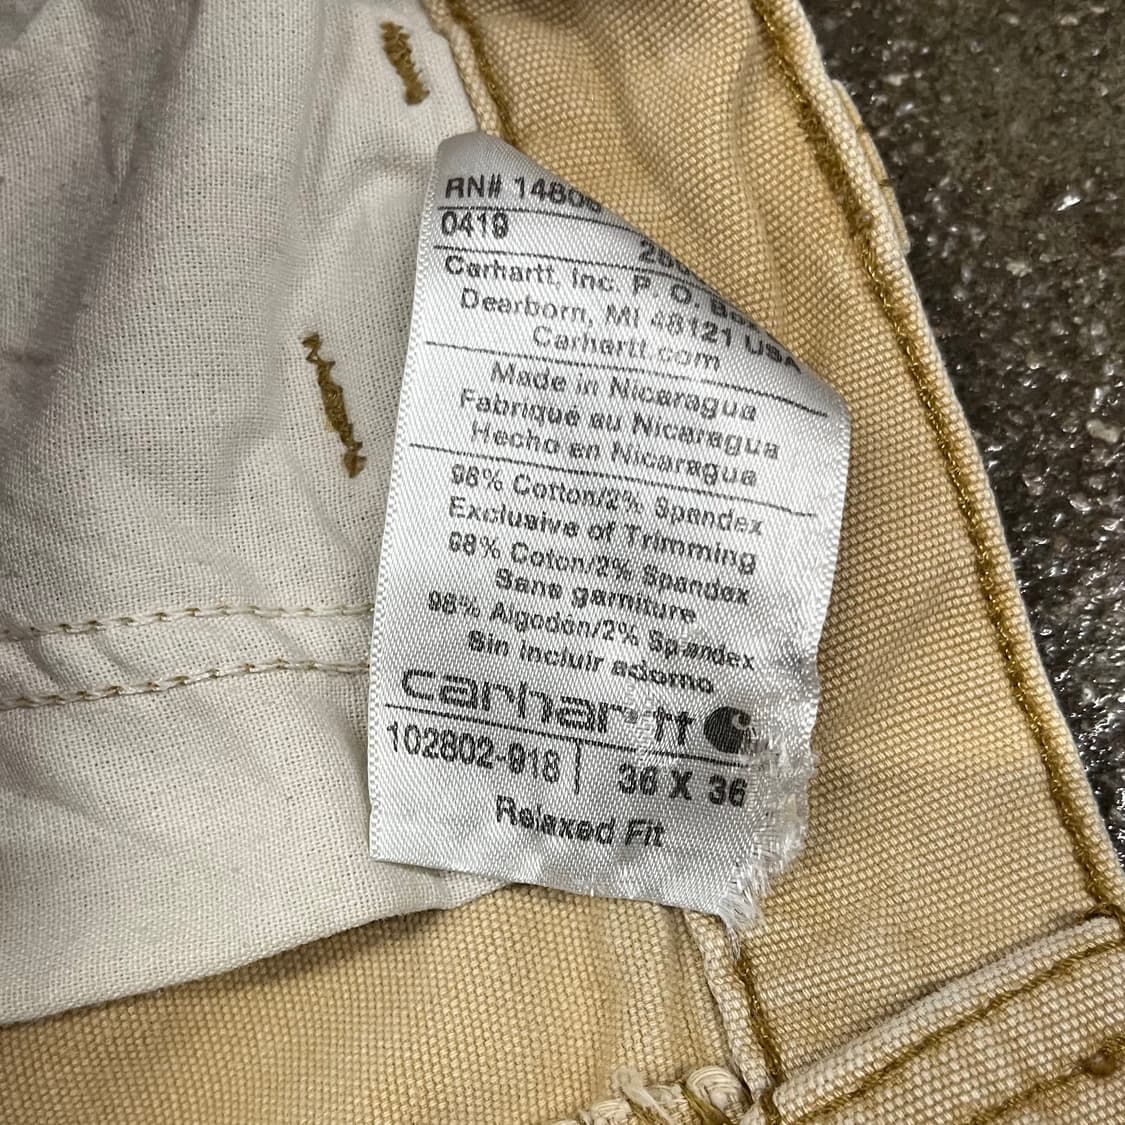 RN# 14806
0419
Carhartt, Inc. P. O.
Dearborn, MI 48121 USA
Carhartt.com
Made in Nicaragua
Fabriqué au Nicaragua
Hecho en Nicaragua
98% Cotton/2% Spandex
Exclusive of Trimming
98% Coton/2% Spandex
Sans garniture
98% Algodon/2% Spandex
Sin incluir adorno
carhartt
102802-918 | 36 X 36
Relaxed Fit